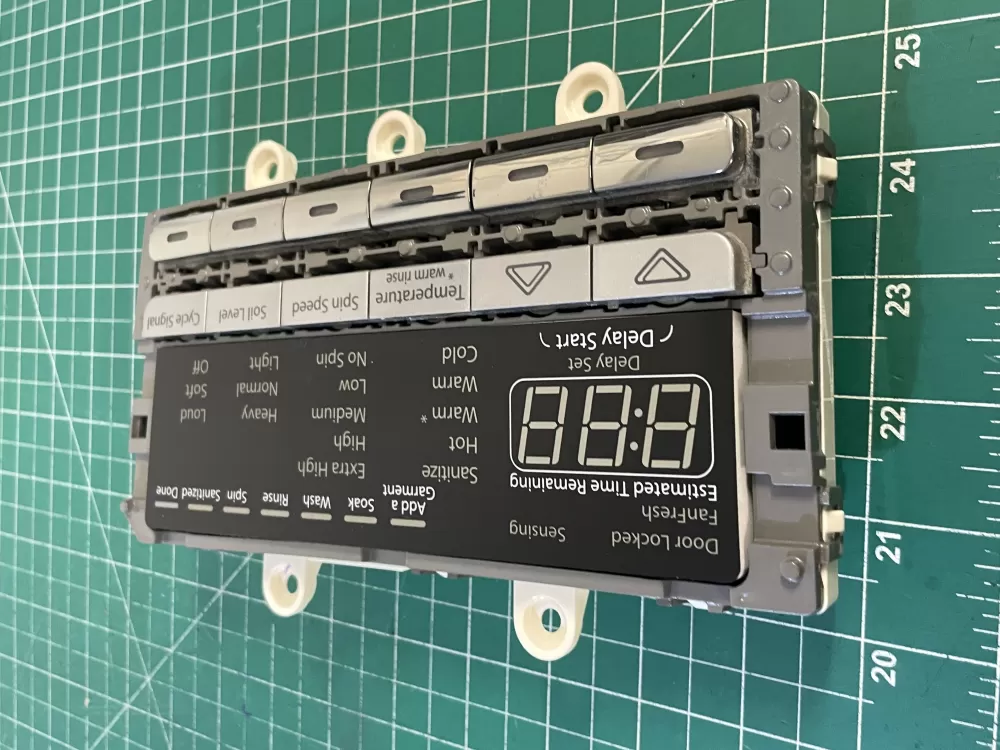 Door Locked Sensing
FanFresh
Estimated Time Remaining
88:8
Delay Set
Delay Start
Add a
Garment
Soak
Wash
Rinse
Spin
Sanitized
Done
Sanitize
Hot
Warm *
Warm
Cold
Extra High
High
Medium
Low
No Spin
Heavy
Normal
Light
Loud
Soft
Off
Temperature
* warm rinse
Spin Speed
Soil Level
Cycle Signal
25
24
23
22
21
20